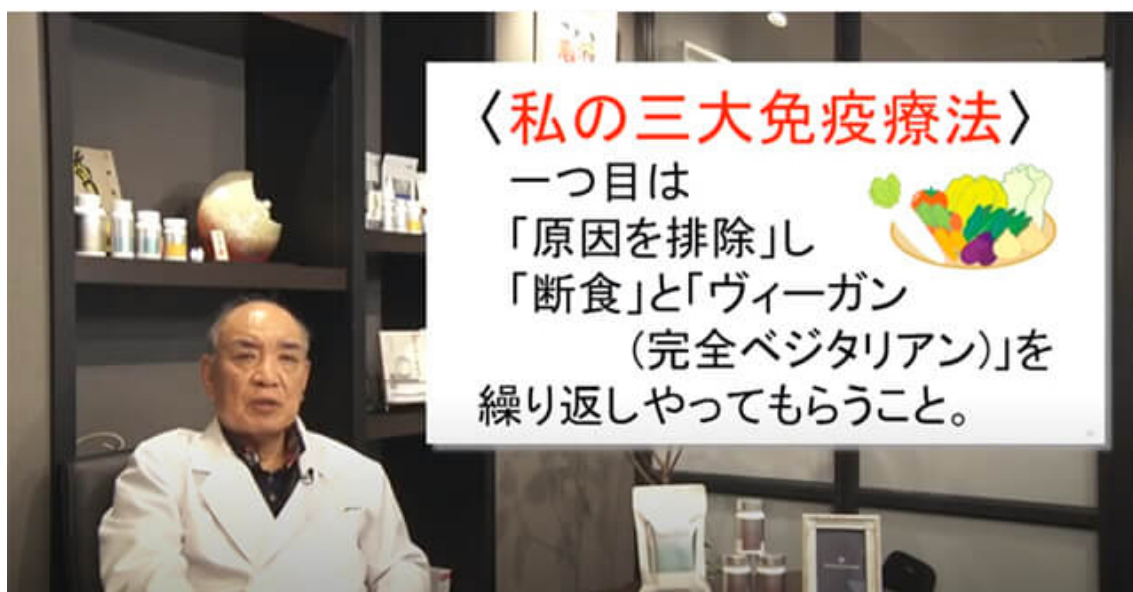 〈私の三大免疫療法〉
一つ目は
「原因を排除」し
「断食」と「ヴィーガン
(完全ベジタリアン)」を
繰り返しやってもらうこと。